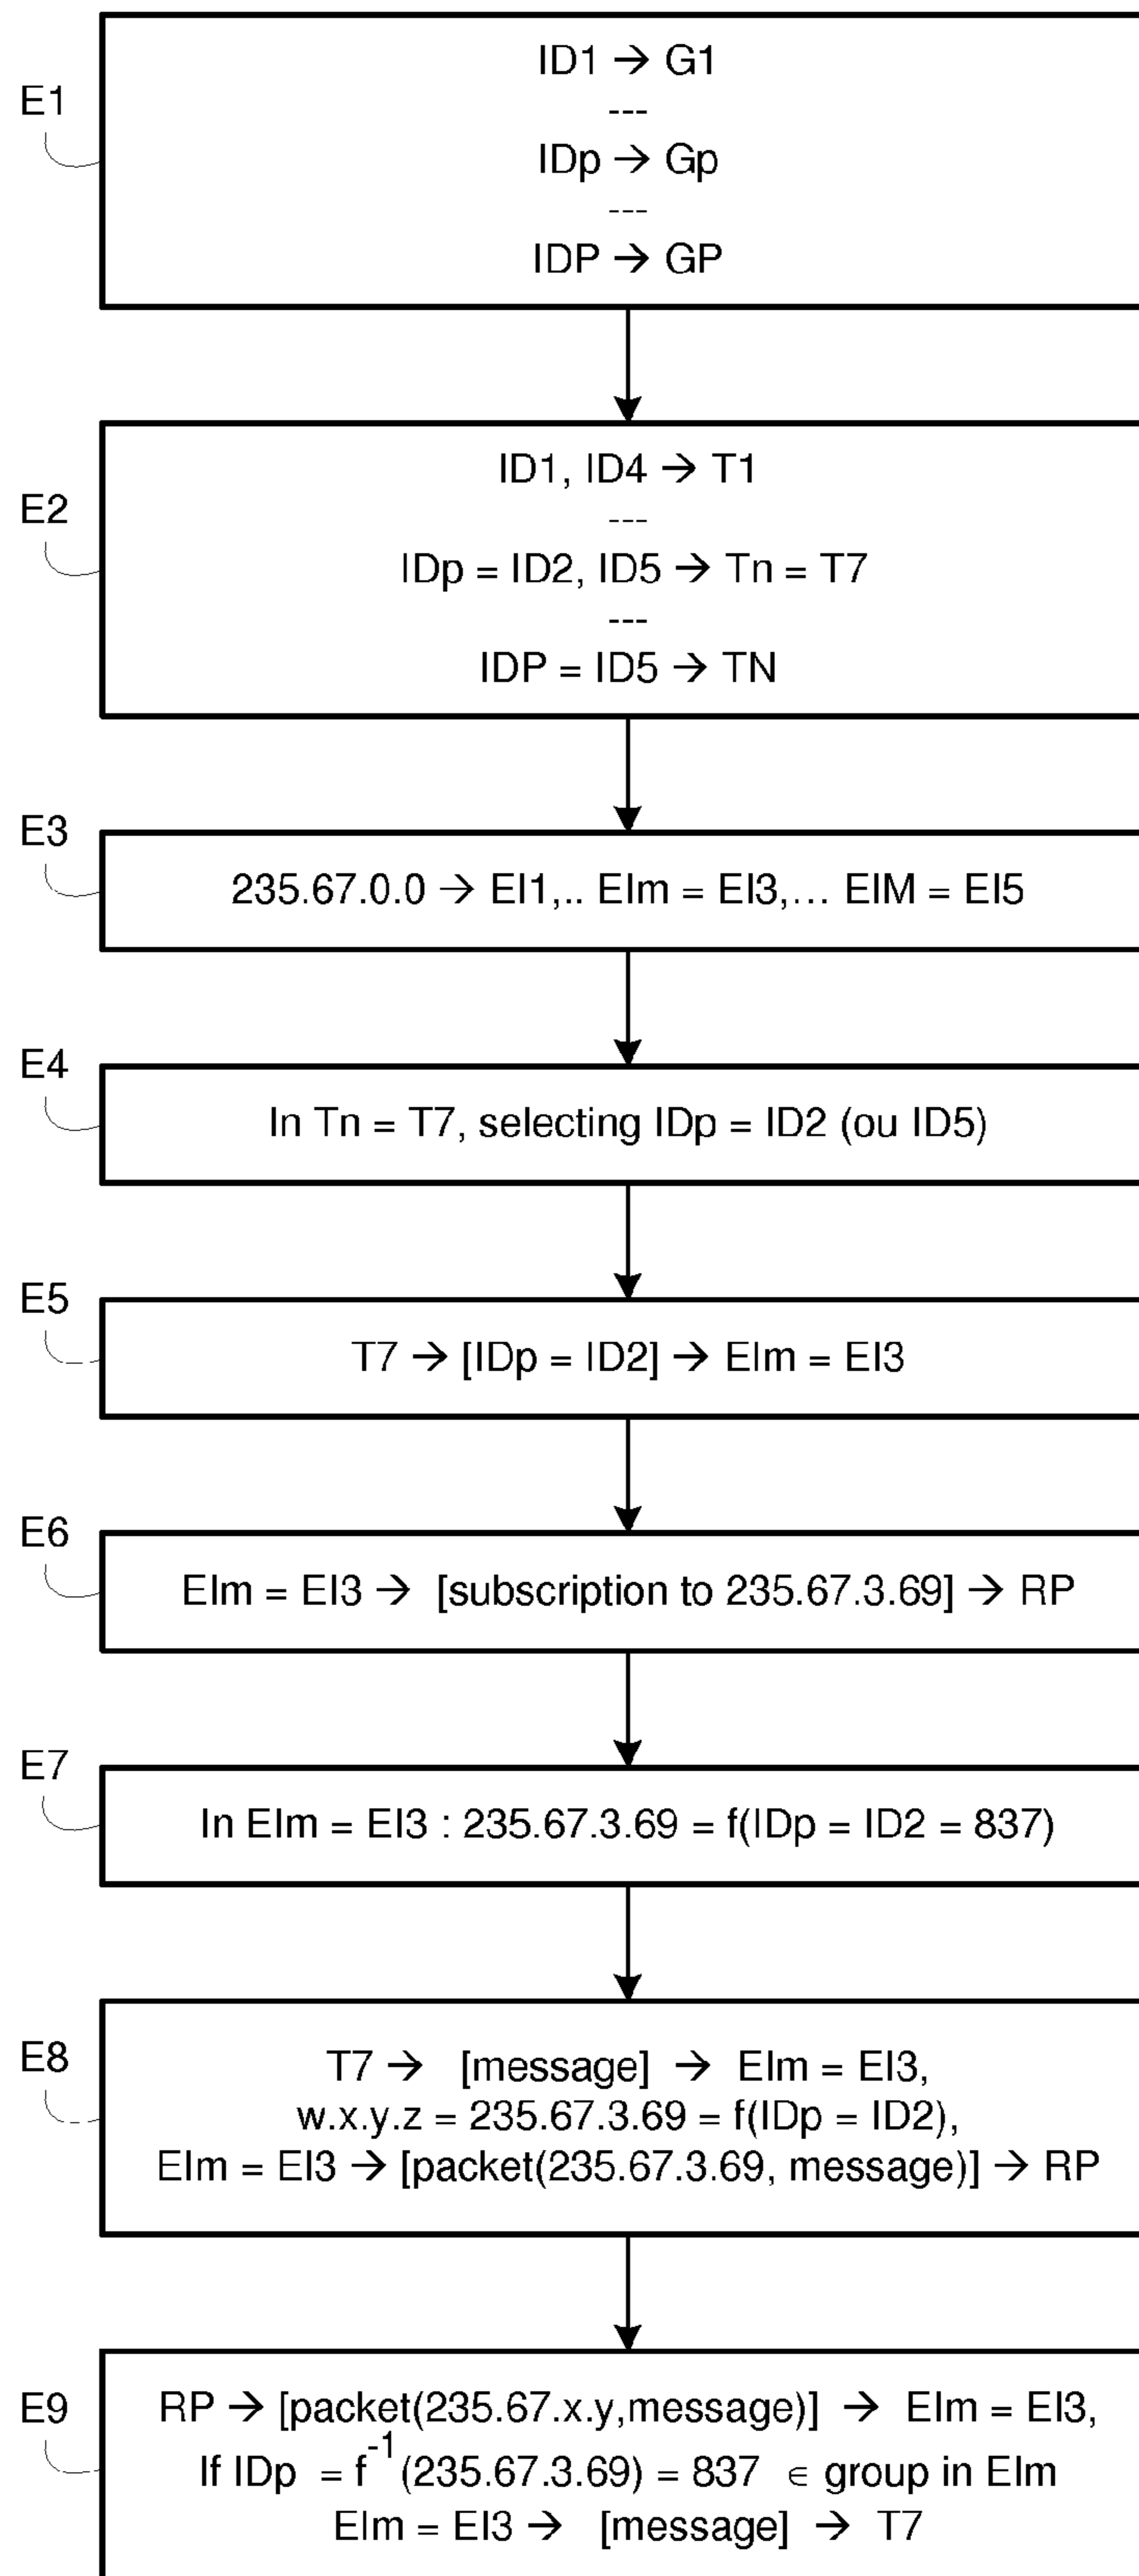 E1
ID1 → G1
---
IDp → Gp
---
IDP → GP
E2
ID1, ID4 → T1
---
IDp = ID2, ID5 → Tn = T7
---
IDP = ID5 → TN
E3
235.67.0.0 → EI1,.. EIm = EI3,... EIM = EI5
E4
In Tn = T7, selecting IDp = ID2 (ou ID5)
E5
T7 → [IDp = ID2] → EIm = EI3
E6
EIm = EI3 → [subscription to 235.67.3.69] → RP
E7
In EIm = EI3 : 235.67.3.69 = f(IDp = ID2 = 837)
E8
T7 → [message] → EIm = EI3,
w.x.y.z = 235.67.3.69 = f(IDp = ID2),
EIm = EI3 → [packet(235.67.3.69, message)] → RP
E9
RP → [packet(235.67.x.y,message)] → EIm = EI3,
If IDp = f⁻¹(235.67.3.69) = 837 ∈ group in EIm
EIm = EI3 → [message] → T7